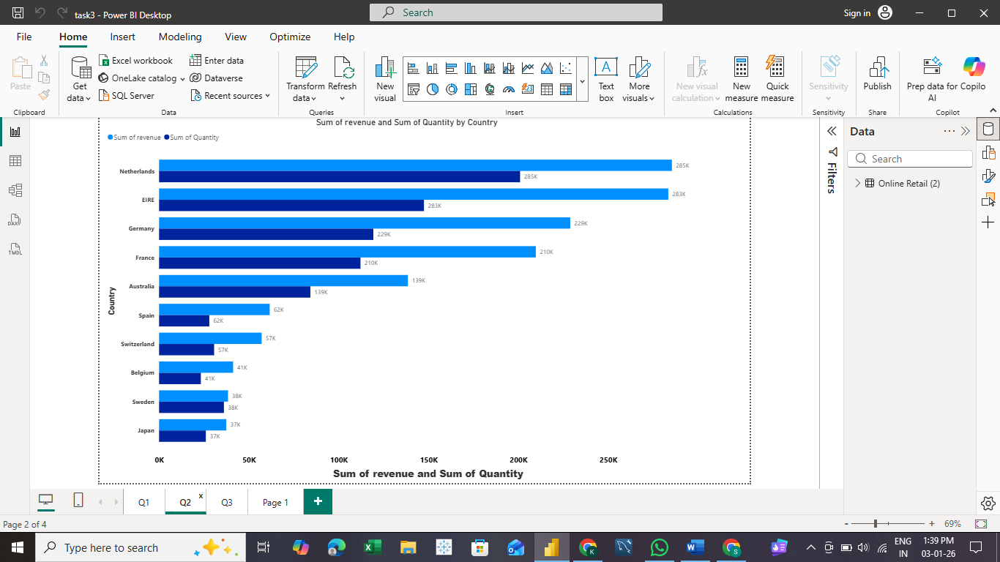 task3 - Power BI Desktop
Search
Sign in
File Home Insert Modeling View Optimize Help
Paste
Get data
Excel workbook
OneLake catalog
SQL Server
Enter data
Dataverse
Recent sources
Transform data
Refresh
New visual
Text box
More visuals
New visual calculation
New measure
Quick measure
Sensitivity
Publish
Prep data for AI
Copilo
Clipboard
Data
Queries
Insert
Calculations
Sensitivity
Share
Copilot
DAX
TMDL
Sum of revenue and Sum of Quantity by Country
Sum of revenue Sum of Quantity
Country
Netherlands 285K
285K
EIRE 283K
283K
Germany 229K
229K
France 210K
210K
Australia 139K
139K
Spain 62K
62K
Switzerland 57K
57K
Belgium 41K
41K
Sweden 38K
38K
Japan 37K
37K
0K 50K 100K 150K 200K 250K
Sum of revenue and Sum of Quantity
Filters
Data
Search
Online Retail (2)
Q1 Q2 x Q3 Page 1 +
Page 2 of 4
- + 69%
Type here to search
ENG
IN
1:39 PM
03-01-26